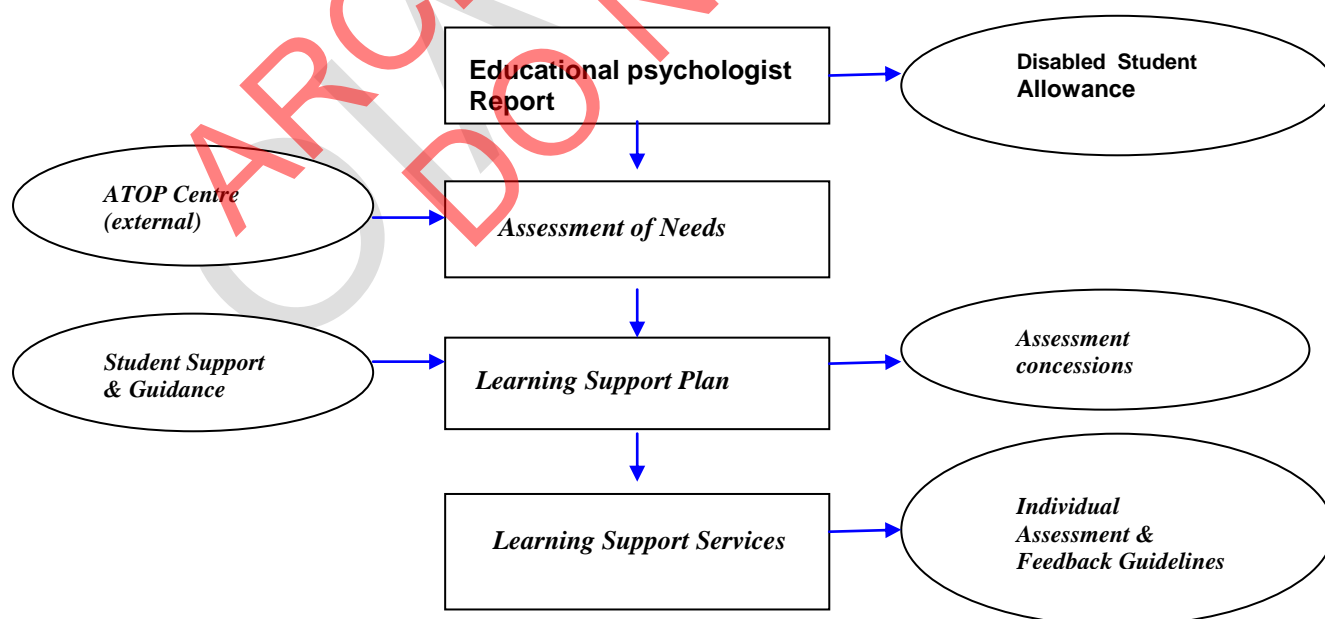 Educational psychologist
Report
Disabled Student
Allowance
ATOP Centre
(external)
Assessment of Needs
Student Support
& Guidance
Learning Support Plan
Assessment
concessions
Learning Support Services
Individual
Assessment &
Feedback Guidelines
DO